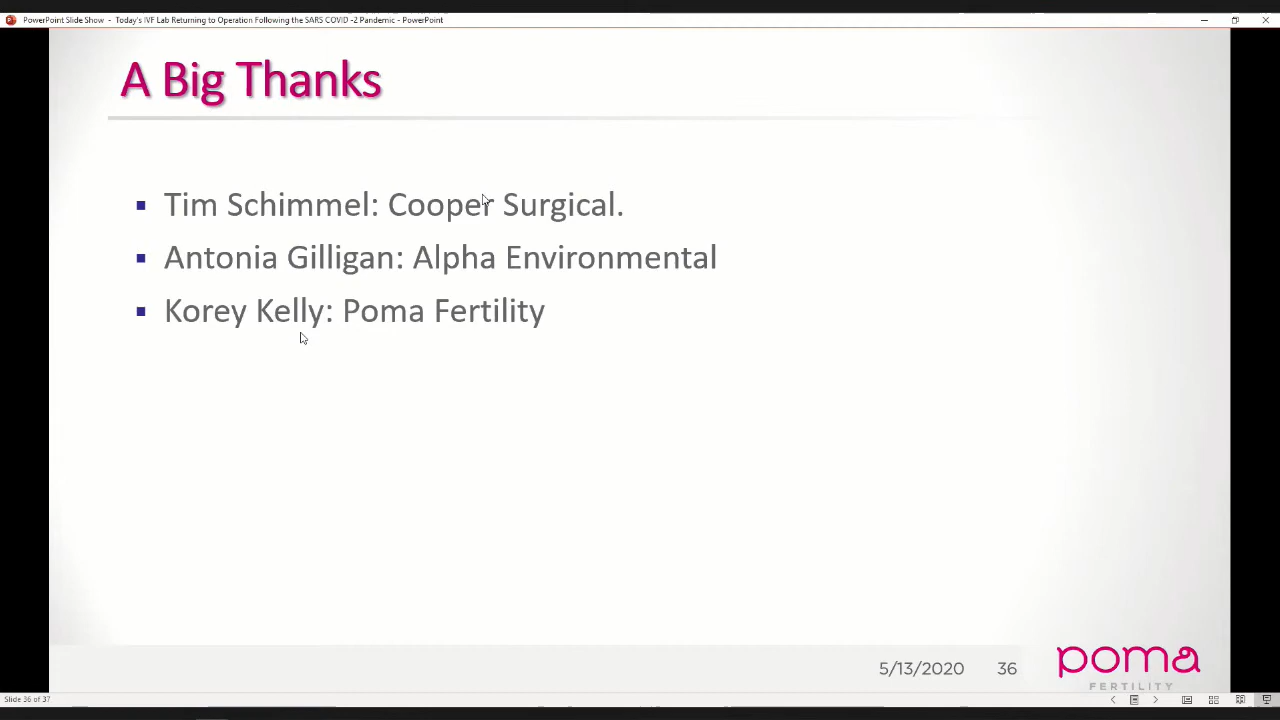 PowerPoint Slide Show - Today's IVF Lab Returning to Operation Following the SARS COVID -2 Pandemic - PowerPoint
A Big Thanks
▪ Tim Schimmel: Cooper Surgical.
▪ Antonia Gilligan: Alpha Environmental
▪ Korey Kelly: Poma Fertility
5/13/2020 36
poma
FERTILITY
Slide 36 of 37